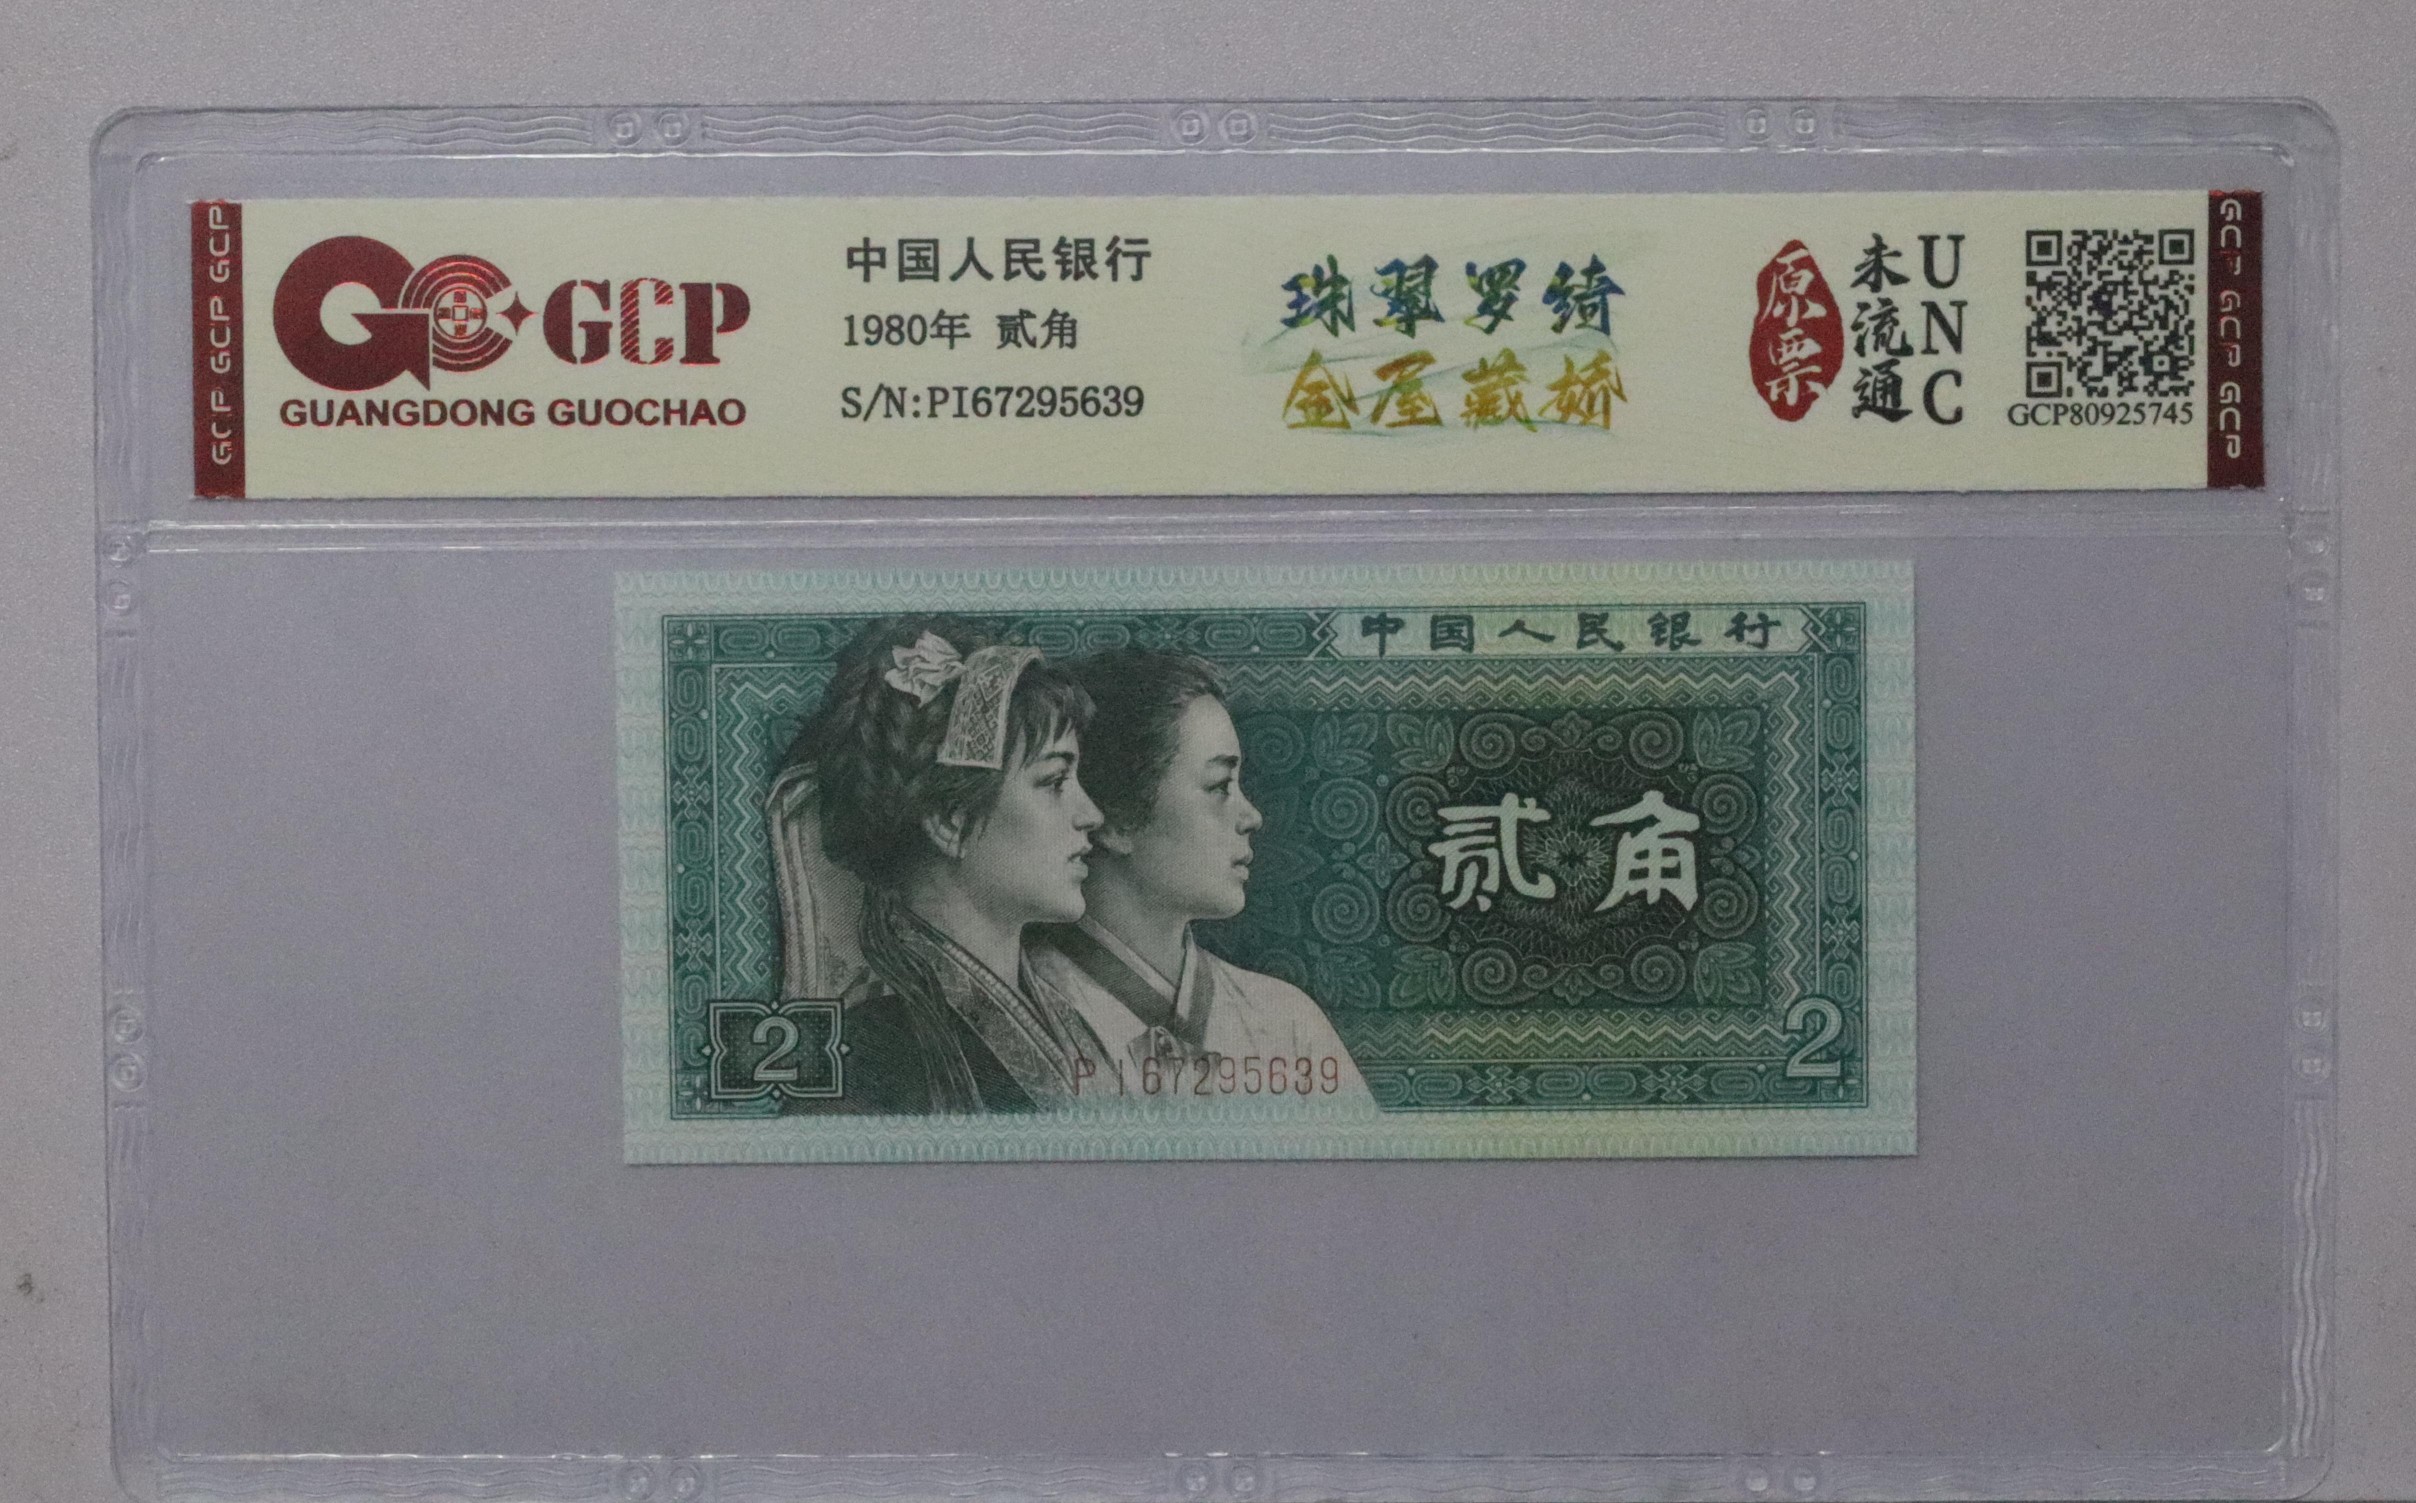 GCP GCP GCP
GCP
GUANGDONG GUOCHAO
中国人民银行
1980年 贰角
S/N:PI67295639
珠翠罗绮
金屋藏娇
原票
未流通
UNC
GCP80925745
GCP GCP GCP
中国人民银行
贰角
2
PI67295639
2